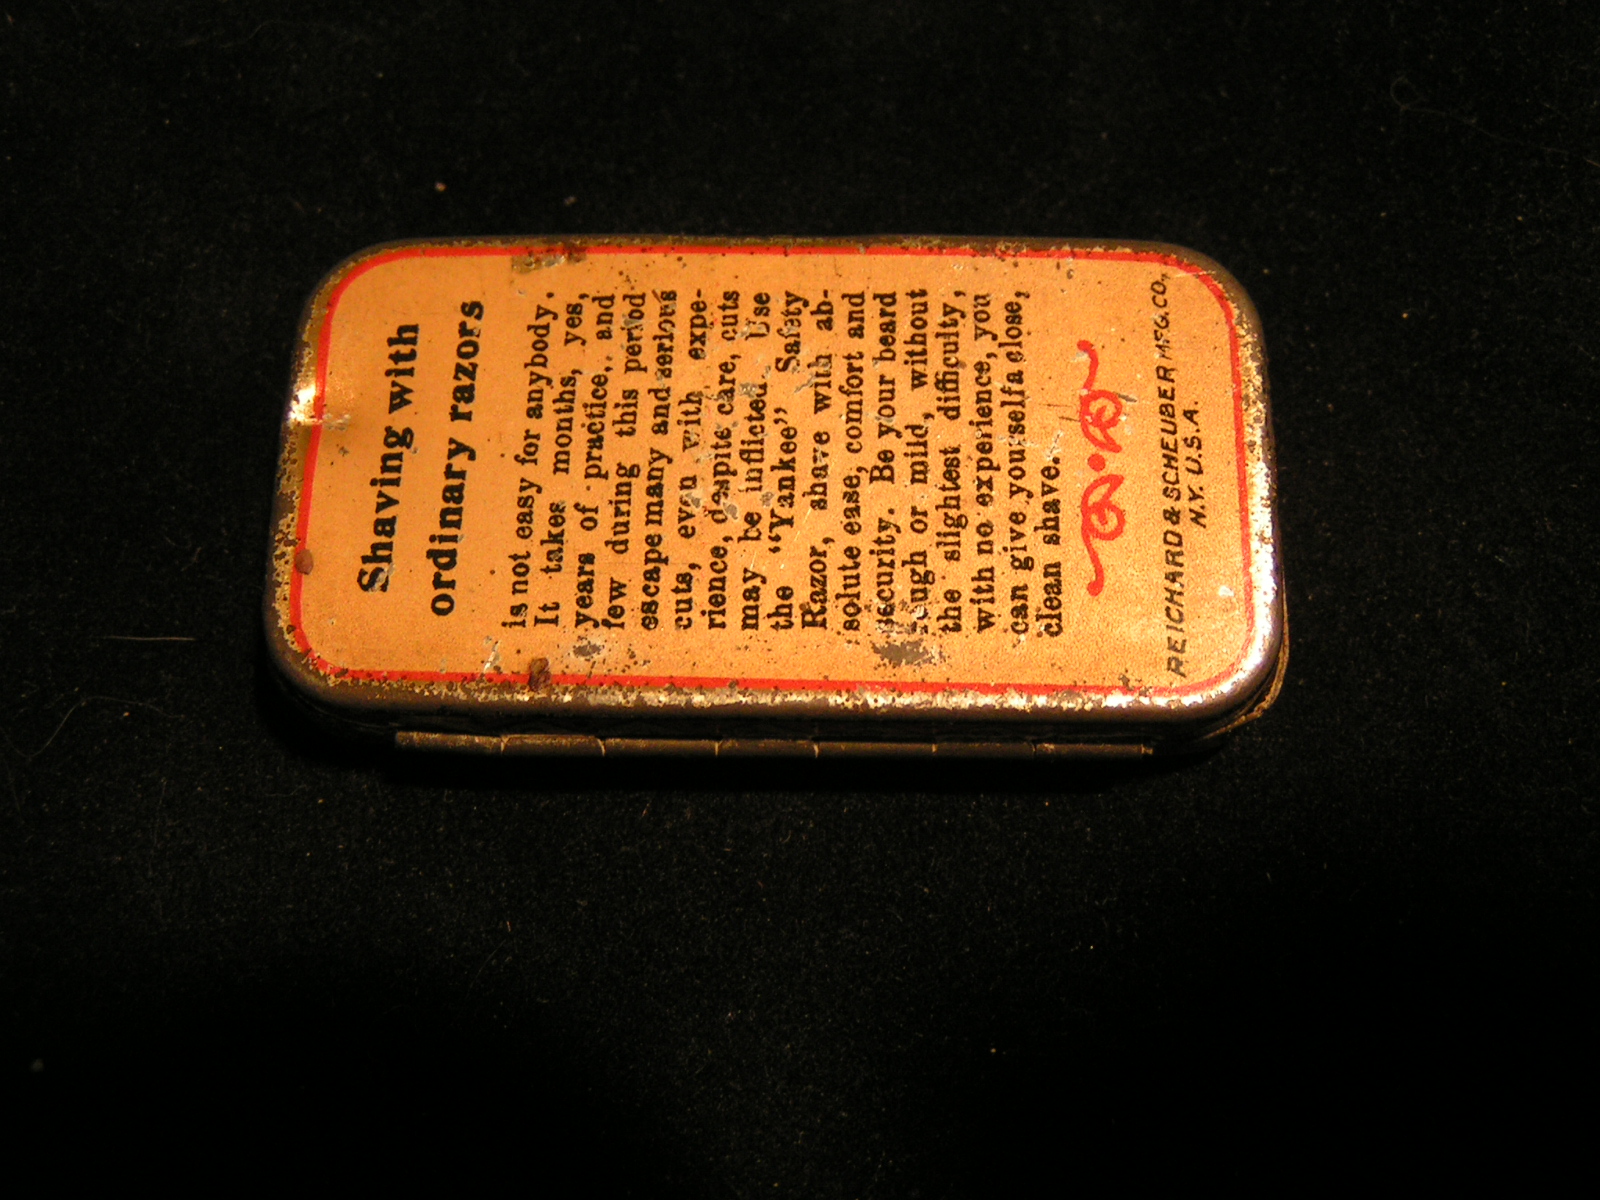 Shaving with
ordinary razors
is not easy for anybody.
It takes months, yes,
years of practice, and
few during this period
escape many and serious
cuts, even with expe-
rience, despite care, cuts
may be inflicted. Use
the “Yankee” Safety
Razor, shave with ab-
solute ease, comfort and
security. Be your beard
rough or mild, without
the slightest difficulty,
with no experience, you
can give yourself a close,
clean shave.
REICHARD & SCHEUBER MFG. CO.,
N.Y. U.S.A.